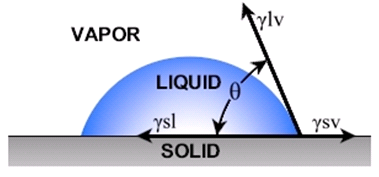 γlv
VAPOR
LIQUID
θ
γsl
γsv
SOLID